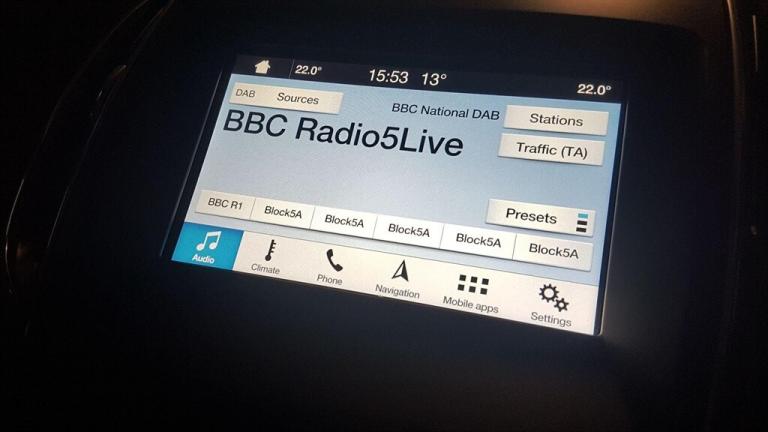 22.0° 15:53 13° 22.0°
DAB Sources BBC National DAB Stations
BBC Radio5Live
Traffic (TA)
Presets
BBC R1 Block5A Block5A Block5A Block5A Block5A
Audio Climate Phone Navigation Mobile apps Settings